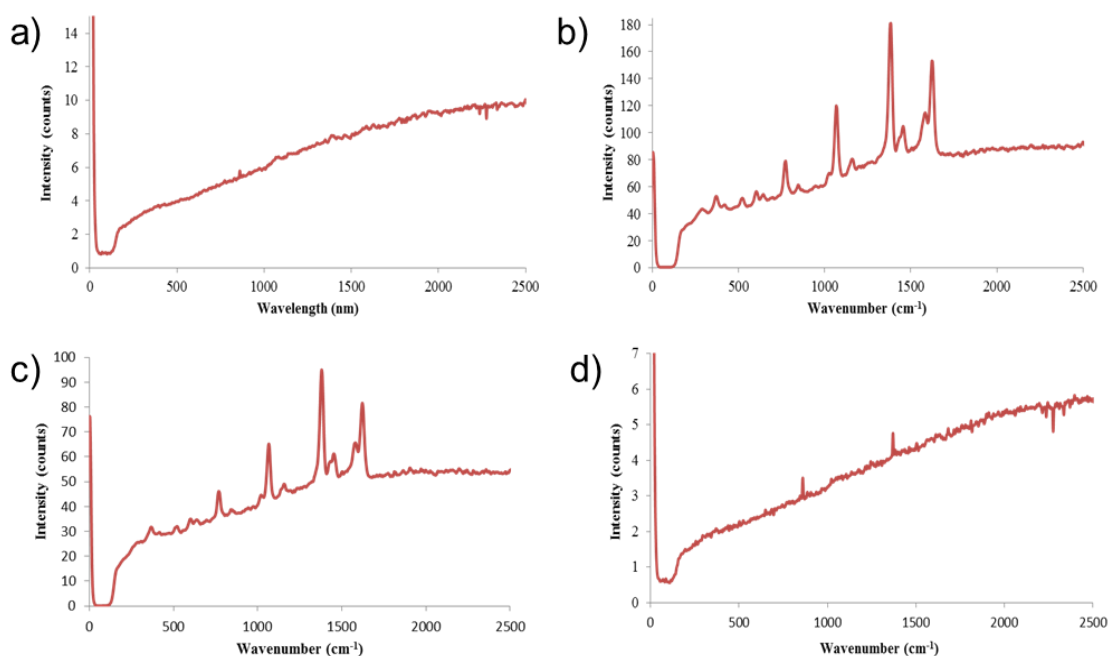 a)
14
12
10
8
6
4
2
0
Intensity (counts)
0 500 1000 1500 2000 2500
Wavelength (nm)
b)
180
160
140
120
100
80
60
40
20
0
Intensity (counts)
0 500 1000 1500 2000 2500
Wavenumber (cm-1)
c)
100
90
80
70
60
50
40
30
20
10
0
Intensity (counts)
0 500 1000 1500 2000 2500
Wavenumber (cm-1)
d)
7
6
5
4
3
2
1
0
Intensity (counts)
0 500 1000 1500 2000 2500
Wavenumber (cm-1)